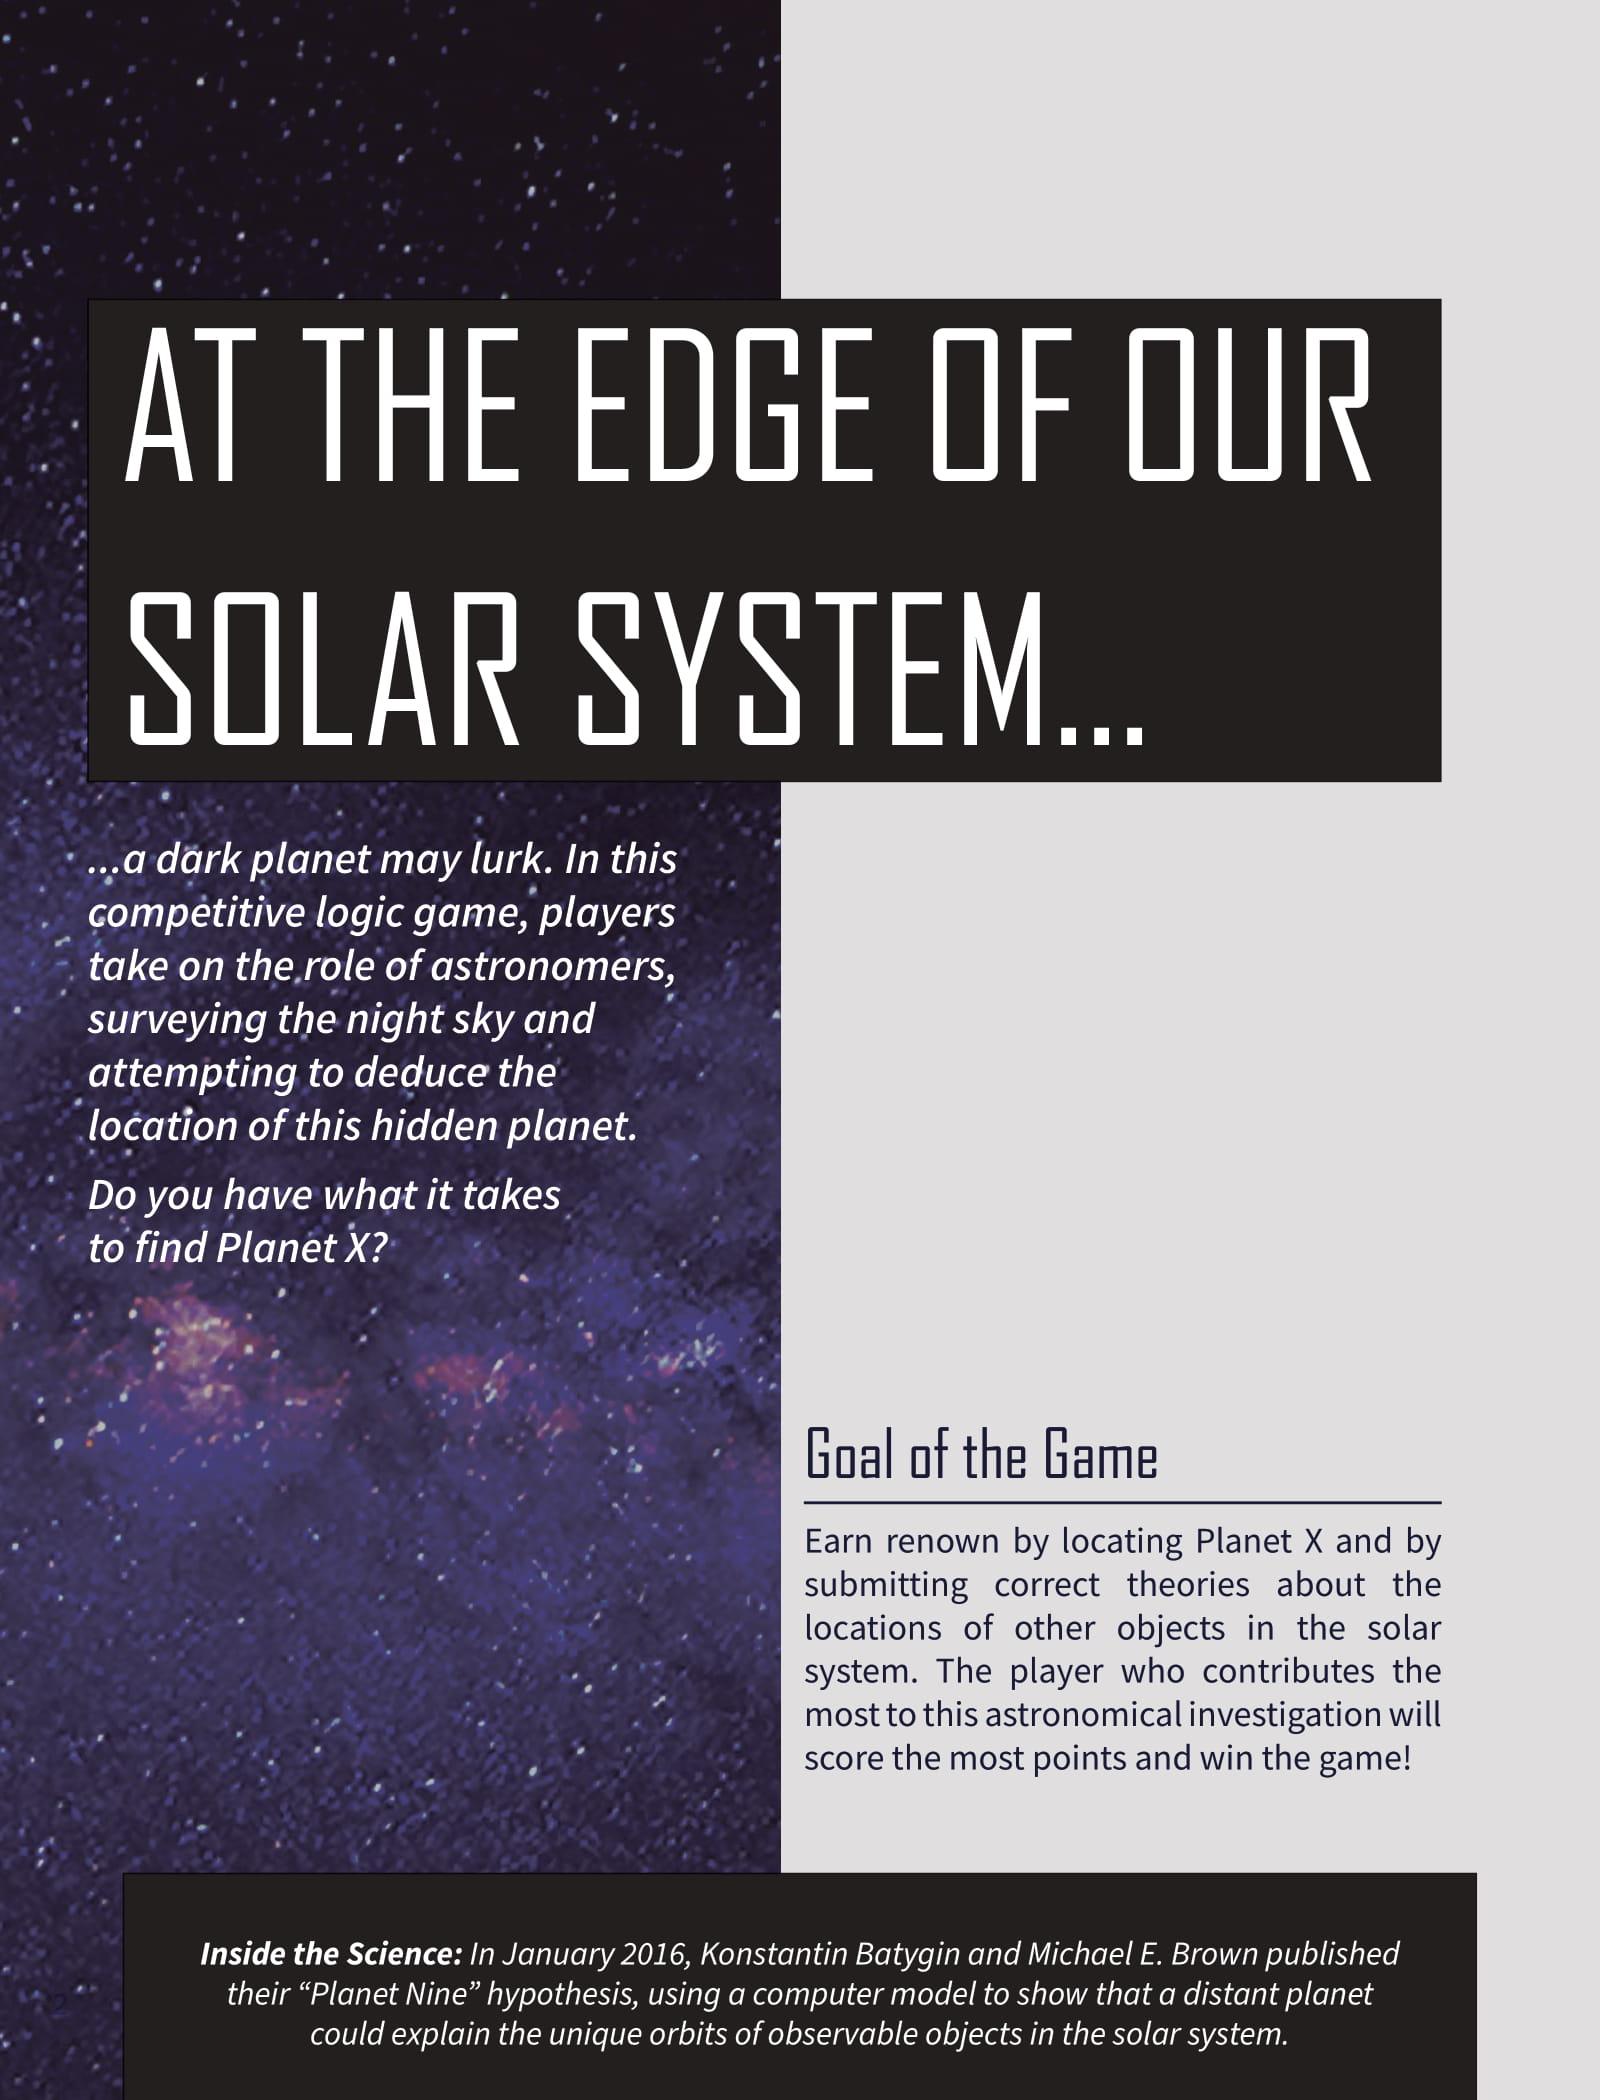 AT THE EDGE OF OUR
SOLAR SYSTEM...
...a dark planet may lurk. In this
competitive logic game, players
take on the role of astronomers,
surveying the night sky and
attempting to deduce the
location of this hidden planet.
Do you have what it takes
to find Planet X?
Goal of the Game
Earn renown by locating Planet X and by
submitting correct theories about the
locations of other objects in the solar
system. The player who contributes the
most to this astronomical investigation will
score the most points and win the game!
Inside the Science: In January 2016, Konstantin Batygin and Michael E. Brown published
their “Planet Nine” hypothesis, using a computer model to show that a distant planet
could explain the unique orbits of observable objects in the solar system.
2